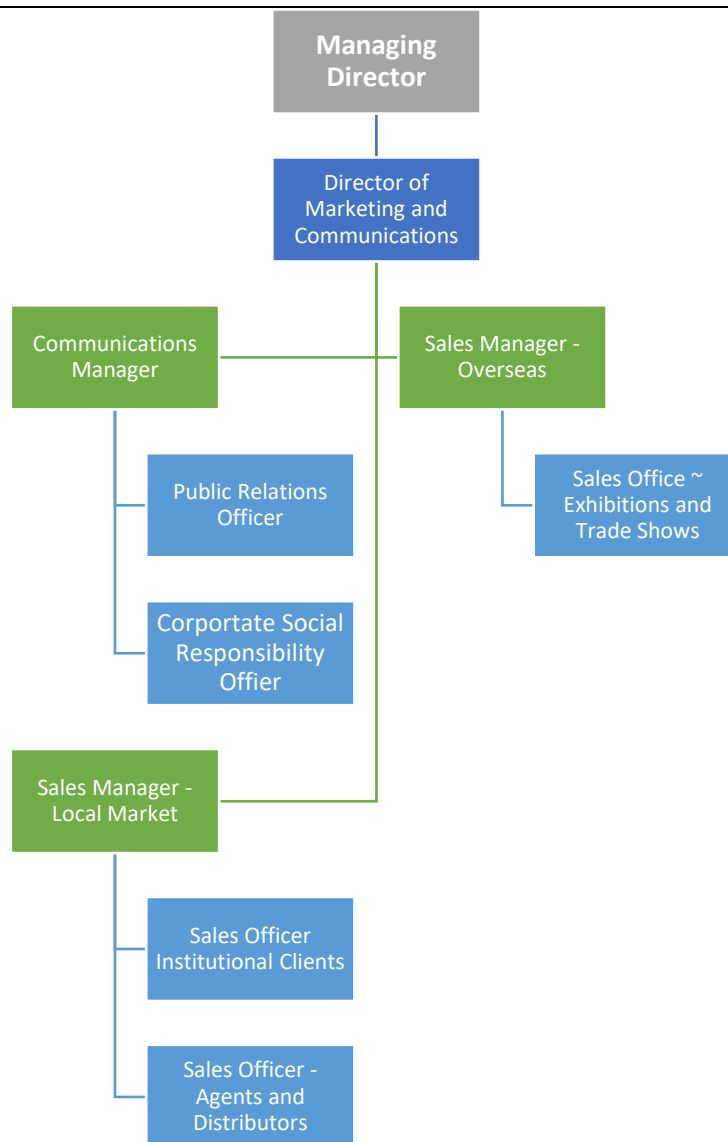 Managing
Director
Director of
Marketing and
Communications
Communications
Manager
Sales Manager -
Overseas
Public Relations
Officer
Sales Office ~
Exhibitions and
Trade Shows
Corportate Social
Responsibility
Offier
Sales Manager -
Local Market
Sales Officer
Institutional Clients
Sales Officer -
Agents and
Distributors